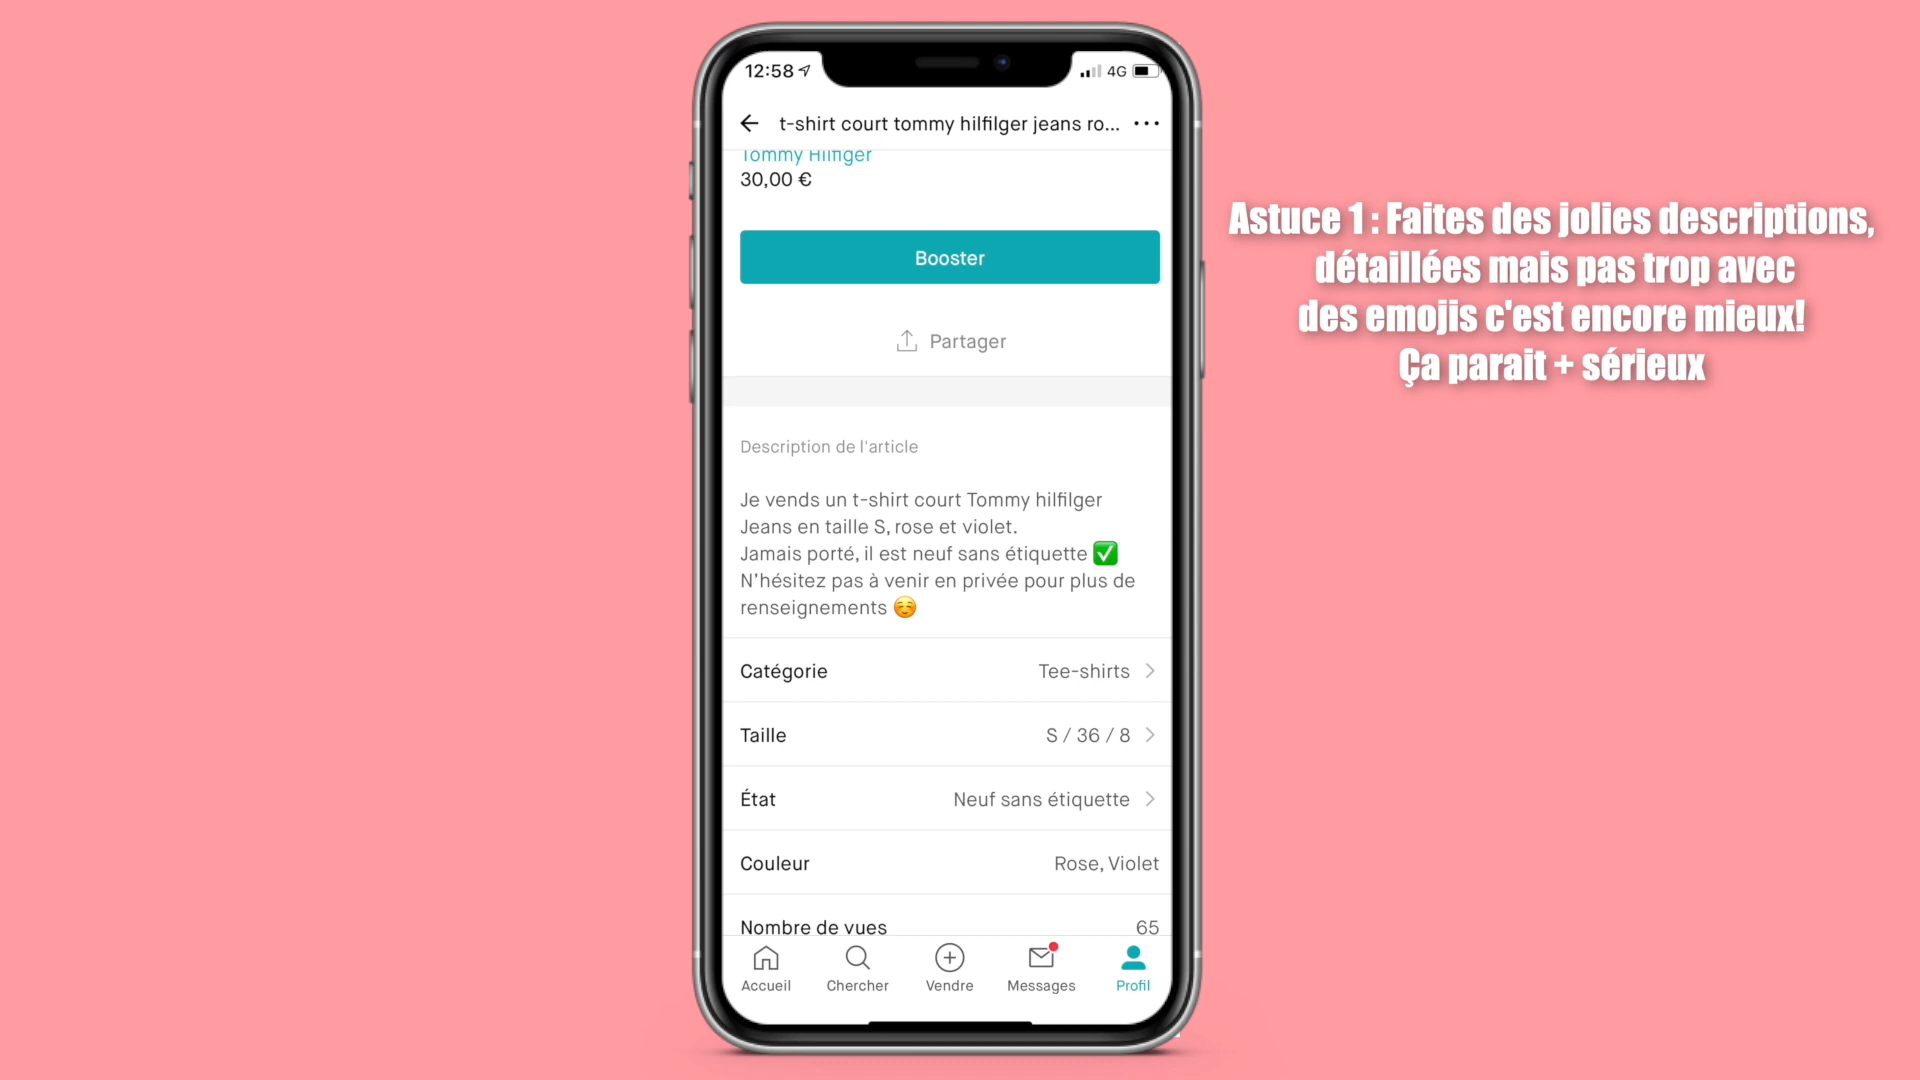 12:58
4G
t-shirt court tommy hilfilger jeans ro...
Tommy Hilfiger
30,00 €
Booster
Partager
Astuce 1 : Faites des jolies descriptions,
détaillées mais pas trop avec
des emojis c'est encore mieux!
Ça parait + sérieux
Description de l'article
Je vends un t-shirt court Tommy hilfilger
Jeans en taille S, rose et violet.
Jamais porté, il est neuf sans étiquette ✅
N'hésitez pas à venir en privée pour plus de
renseignements ☺️
Catégorie Tee-shirts
Taille S / 36 / 8
État Neuf sans étiquette
Couleur Rose, Violet
Nombre de vues 65
Accueil Chercher Vendre Messages Profil